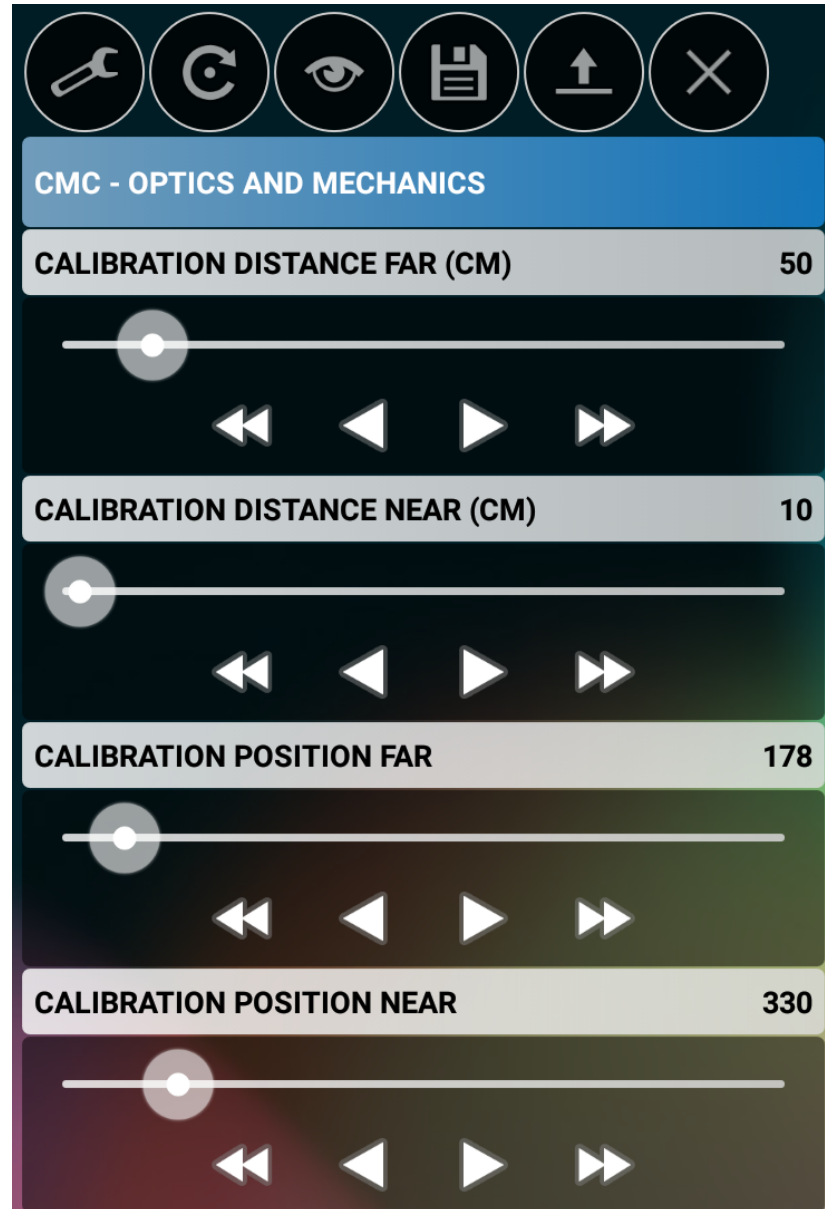 CMC - OPTICS AND MECHANICS
CALIBRATION DISTANCE FAR (CM) 50
CALIBRATION DISTANCE NEAR (CM) 10
CALIBRATION POSITION FAR 178
CALIBRATION POSITION NEAR 330